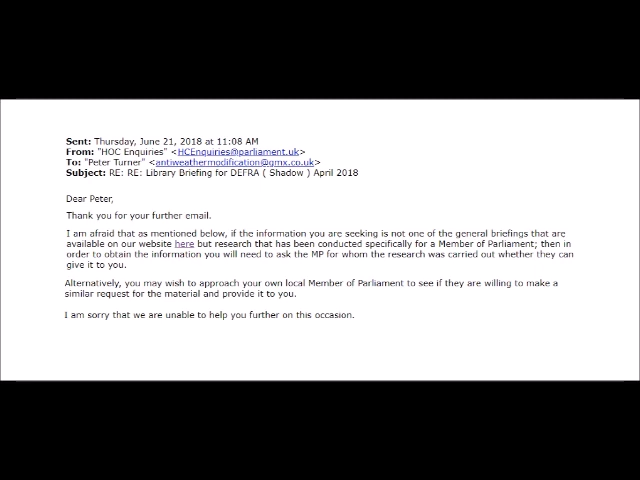 Sent: Thursday, June 21, 2018 at 11:08 AM
From: "HOC Enquiries" <HCEnquiries@parliament.uk>
To: "Peter Turner" <antiweathermodification@gmx.co.uk>
Subject: RE: RE: Library Briefing for DEFRA ( Shadow ) April 2018
Dear Peter,
Thank you for your further email.
I am afraid that as mentioned below, if the information you are seeking is not one of the general briefings that are
available on our website here but research that has been conducted specifically for a Member of Parliament; then in
order to obtain the information you will need to ask the MP for whom the research was carried out whether they can
give it to you.
Alternatively, you may wish to approach your own local Member of Parliament to see if they are willing to make a
similar request for the material and provide it to you.
I am sorry that we are unable to help you further on this occasion.